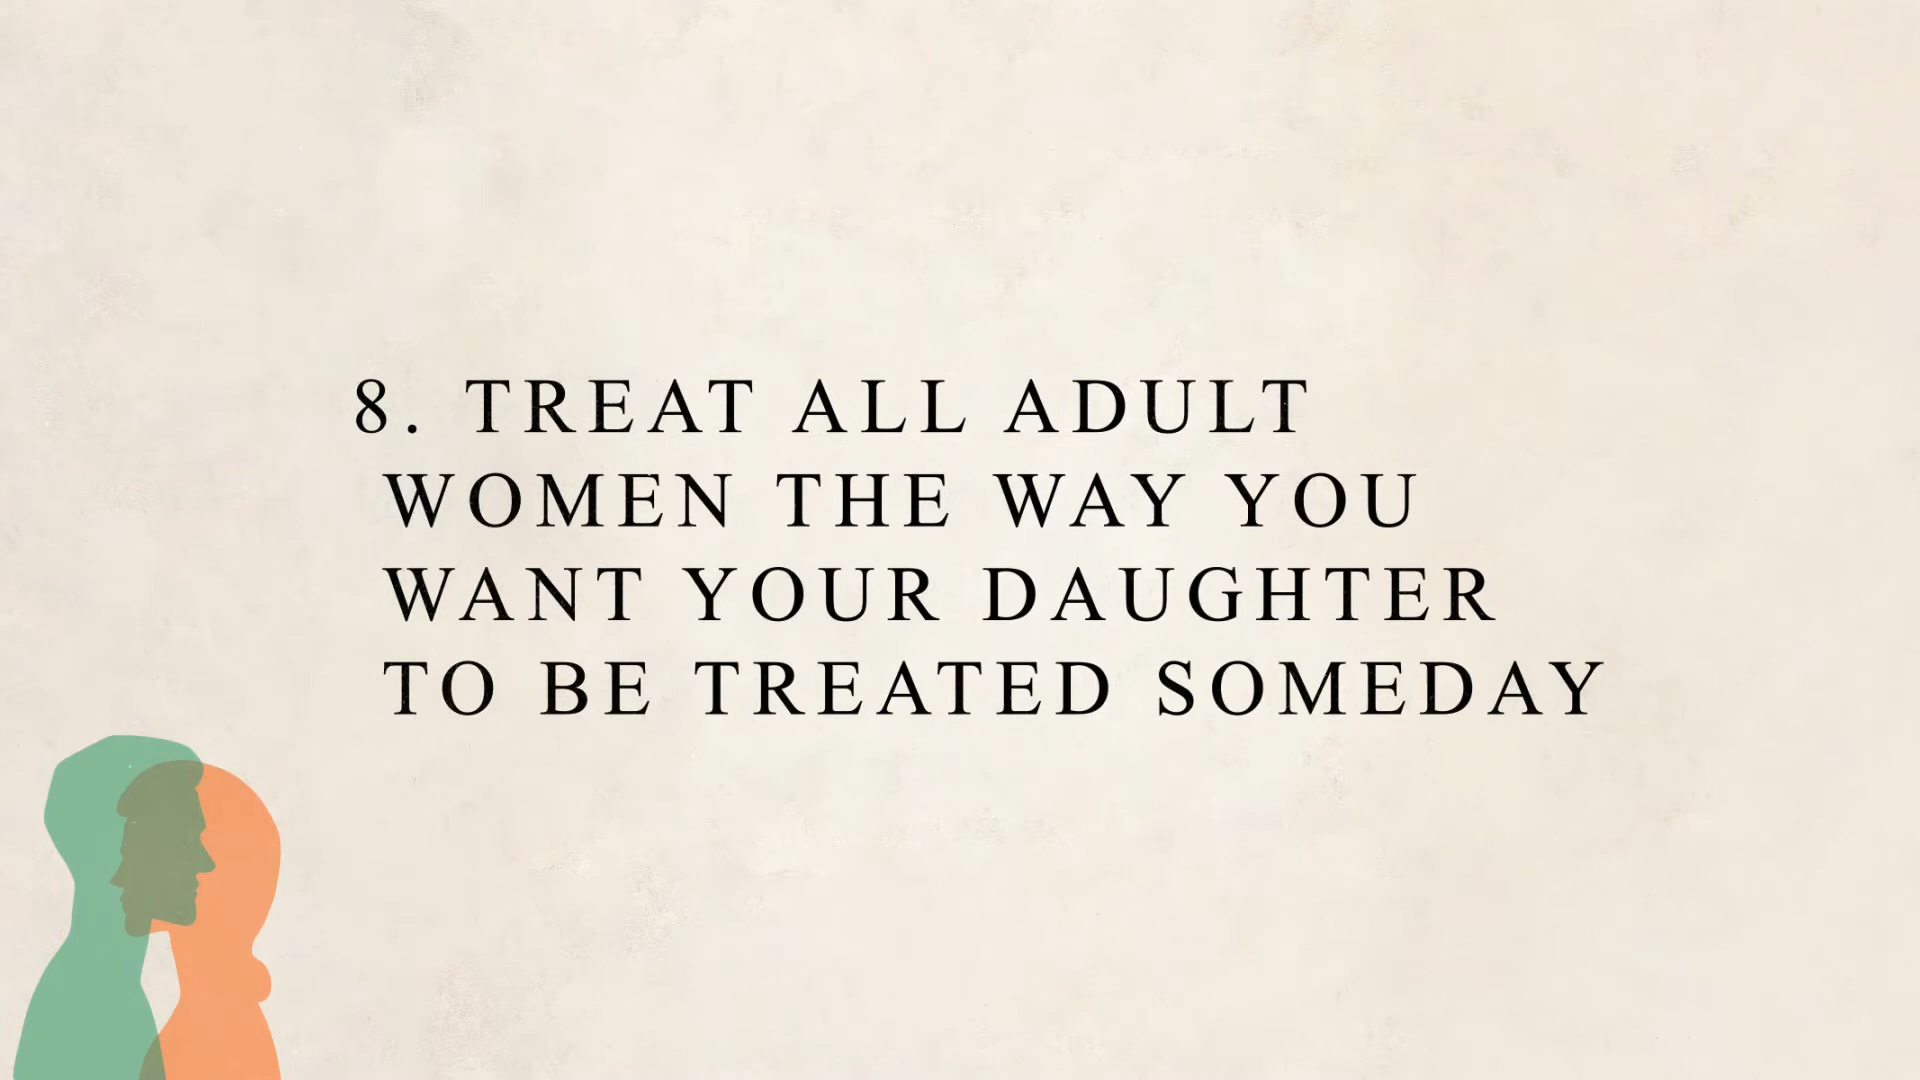 8. TREAT ALL ADULT
WOMEN THE WAY YOU
WANT YOUR DAUGHTER
TO BE TREATED SOMEDAY